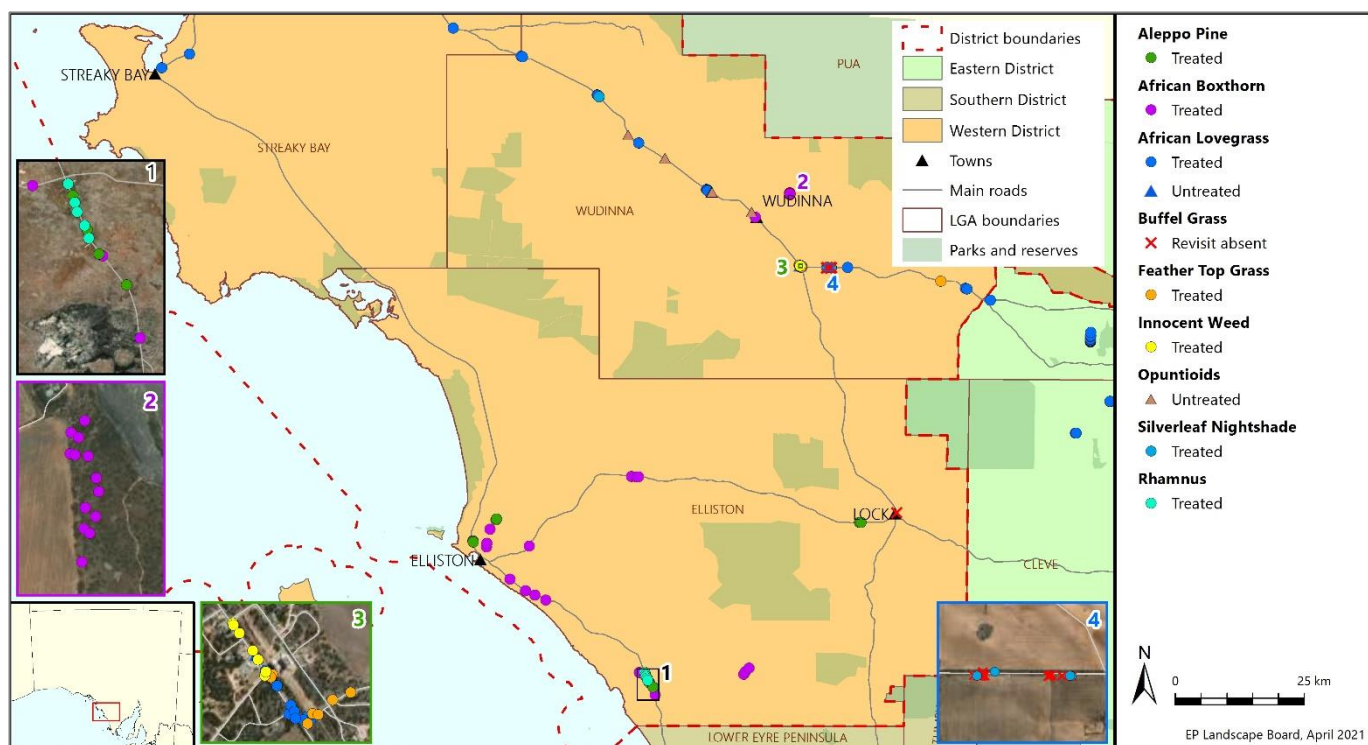 STREAKY BAY
STREAKY BAY
PUA
WUDINNA
WUDINNA
ELLISTON
ELLISTON
LOCK
CLEVE
LOWER EYRE PENINSULA
1
2
3
4
1
2
3
4
District boundaries
Eastern District
Southern District
Western District
Towns
Main roads
LGA boundaries
Parks and reserves
Aleppo Pine
Treated
African Boxthorn
Treated
African Lovegrass
Treated
Untreated
Buffel Grass
Revisit absent
Feather Top Grass
Treated
Innocent Weed
Treated
Opuntioids
Untreated
Silverleaf Nightshade
Treated
Rhamnus
Treated
N
0 25 km
EP Landscape Board, April 2021